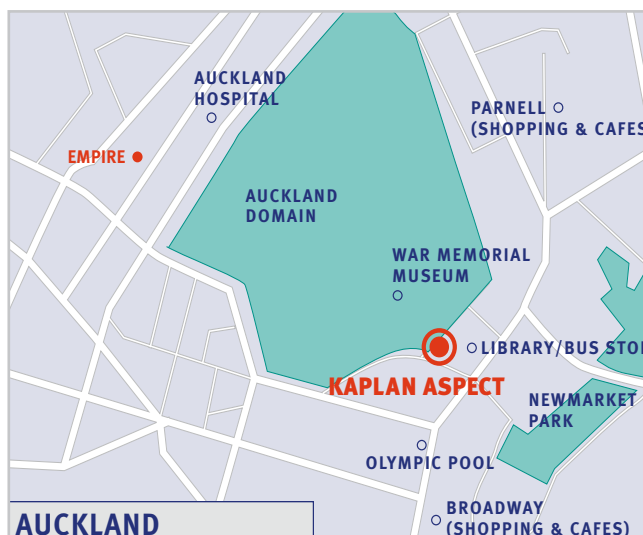 AUCKLAND
HOSPITAL
PARNELL
(SHOPPING & CAFES
EMPIRE
AUCKLAND
DOMAIN
WAR MEMORIAL
MUSEUM
LIBRARY/BUS STO
KAPLAN ASPECT
NEWMARKET
PARK
OLYMPIC POOL
BROADWAY
(SHOPPING & CAFES)
AUCKLAND